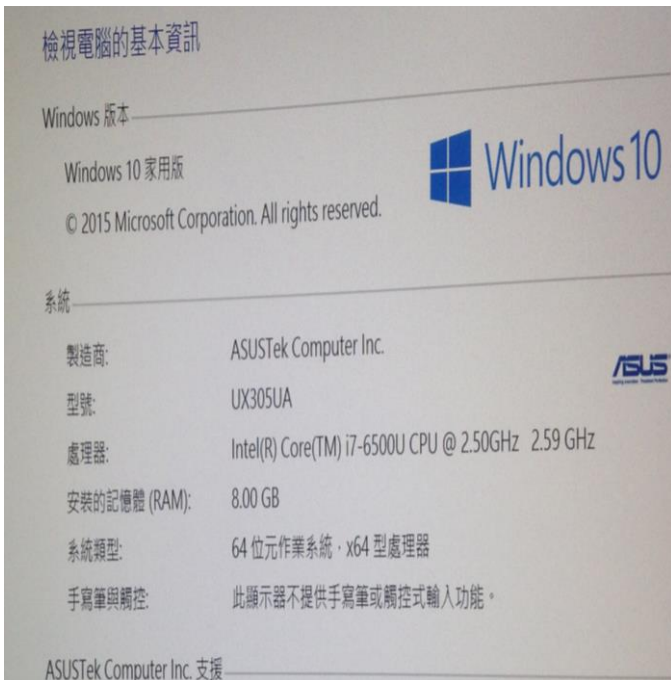 檢視電腦的基本資訊
Windows 版本
Windows 10 家用版
© 2015 Microsoft Corporation. All rights reserved.
Windows 10
系統
製造商: ASUSTek Computer Inc.
ASUS
型號: UX305UA
處理器: Intel(R) Core(TM) i7-6500U CPU @ 2.50GHz 2.59 GHz
安裝的記憶體 (RAM): 8.00 GB
系統類型: 64 位元作業系統，x64 型處理器
手寫筆與觸控: 此顯示器不提供手寫筆或觸控式輸入功能。
ASUSTek Computer Inc. 支援